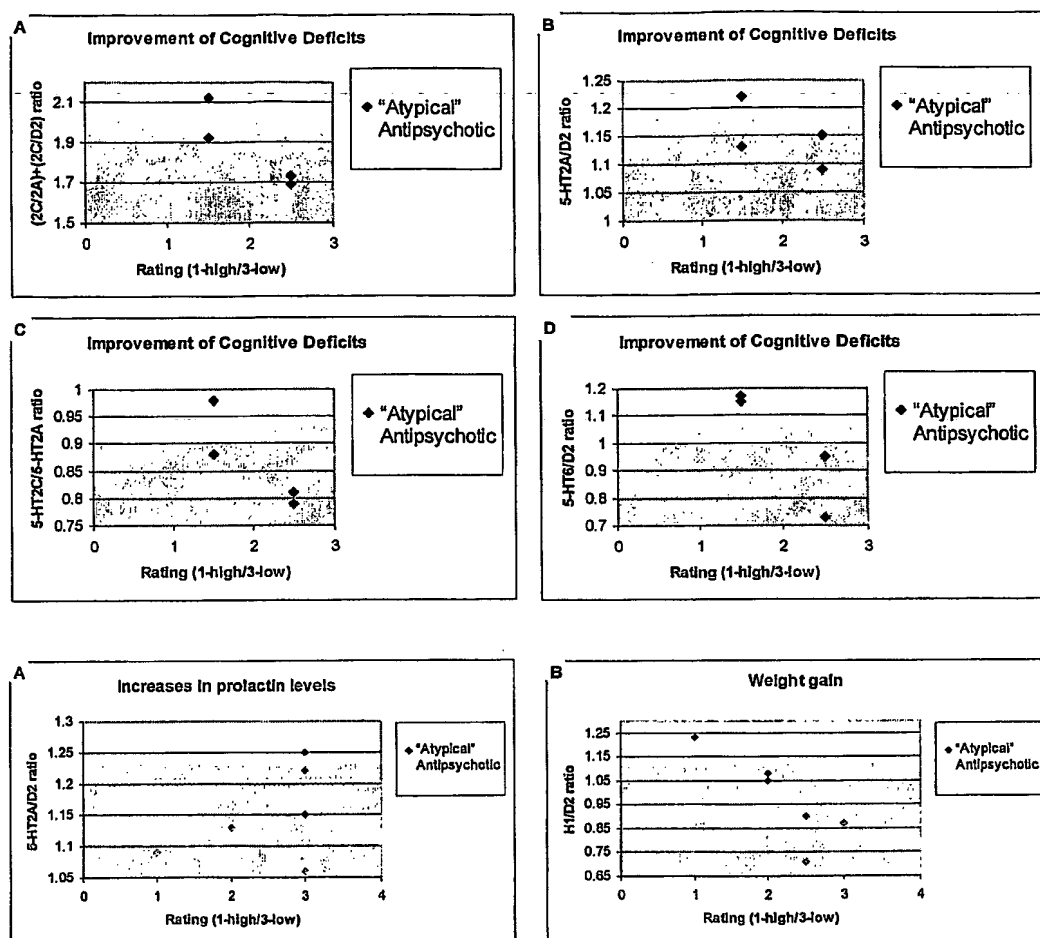 A
Improvement of Cognitive Deficits
(2C/2A)+(2C/D2) ratio
2.1
1.9
1.7
1.5
0 1 2 3
Rating (1-high/3-low)
"Atypical"
Antipsychotic
B
Improvement of Cognitive Deficits
5-HT2A/D2 ratio
1.25
1.2
1.15
1.1
1.05
1
0 1 2 3
Rating (1-high/3-low)
"Atypical"
Antipsychotic
C
Improvement of Cognitive Deficits
5-HT2C/5-HT2A ratio
1
0.95
0.9
0.85
0.8
0.75
0 1 2 3
Rating (1-high/3-low)
"Atypical"
Antipsychotic
D
Improvement of Cognitive Deficits
5-HT6/D2 ratio
1.2
1.1
1
0.9
0.8
0.7
0 1 2 3
Rating (1-high/3-low)
"Atypical"
Antipsychotic
A
Increases in prolactin levels
5-HT2A/D2 ratio
1.3
1.25
1.2
1.15
1.1
1.05
0 1 2 3 4
Rating (1-high/3-low)
"Atypical"
Antipsychotic
B
Weight gain
H1/D2 ratio
1.25
1.15
1.05
0.95
0.85
0.75
0.65
0 1 2 3 4
Rating (1-high/3-low)
"Atypical"
Antipsychotic